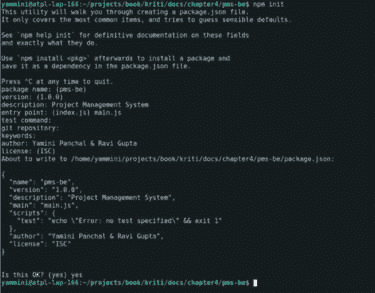 yammini@atpl-lap-166:~/projects/book/kriti/docs/chapter4/pms-be$ npm init
This utility will walk you through creating a package.json file.
It only covers the most common items, and tries to guess sensible defaults.

See `npm help init` for definitive documentation on these fields
and exactly what they do.

Use `npm install <pkg>` afterwards to install a package and
save it as a dependency in the package.json file.

Press ^C at any time to quit.
package name: (pms-be)
version: (1.0.0)
description: Project Management System
entry point: (index.js) main.js
test command:
git repository:
keywords:
author: Yamini Panchal & Ravi Gupta
license: (ISC)
About to write to /home/yammini/projects/book/kriti/docs/chapter4/pms-be/package.json:

{
  "name": "pms-be",
  "version": "1.0.0",
  "description": "Project Management System",
  "main": "main.js",
  "scripts": {
    "test": "echo \"Error: no test specified\" && exit 1"
  },
  "author": "Yamini Panchal & Ravi Gupta",
  "license": "ISC"
}

Is this OK? (yes) yes
yammini@atpl-lap-166:~/projects/book/kriti/docs/chapter4/pms-be$